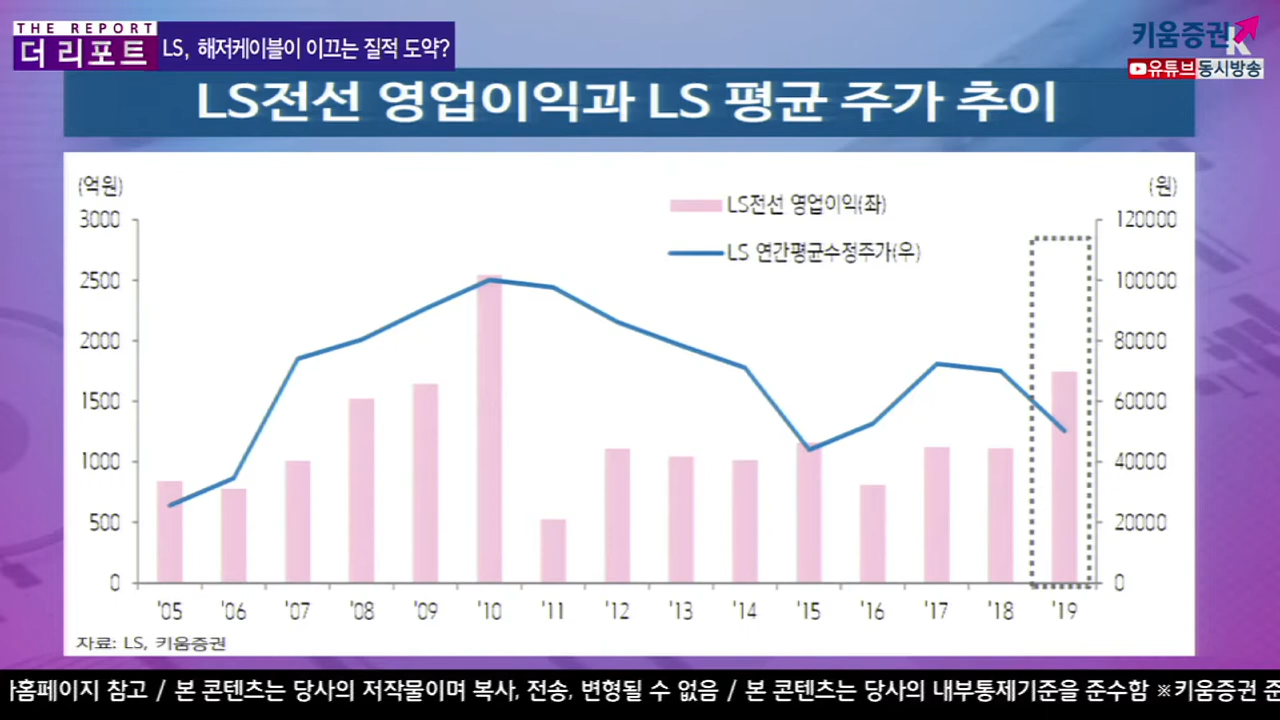 THE REPORT
더 리포트
LS, 해저케이블이 이끄는 질적 도약?
키움증권
유튜브 동시방송
LS전선 영업이익과 LS 평균 주가 추이
(억원)
(원)
LS전선 영업이익(좌)
LS 연간평균수정주가(우)
3000
2500
2000
1500
1000
500
0
120000
100000
80000
60000
40000
20000
0
'05 '06 '07 '08 '09 '10 '11 '12 '13 '14 '15 '16 '17 '18 '19
자료: LS, 키움증권
홈페이지 참고 / 본 콘텐츠는 당사의 저작물이며 복사, 전송, 변형될 수 없음 / 본 콘텐츠는 당사의 내부통제기준을 준수함 ※키움증권 준